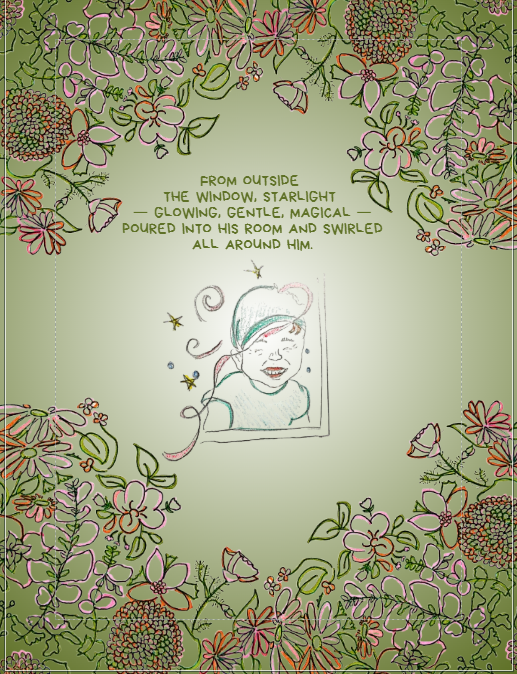 FROM OUTSIDE
THE WINDOW, STARLIGHT
— GLOWING, GENTLE, MAGICAL —
POURED INTO HIS ROOM AND SWIRLED
ALL AROUND HIM.